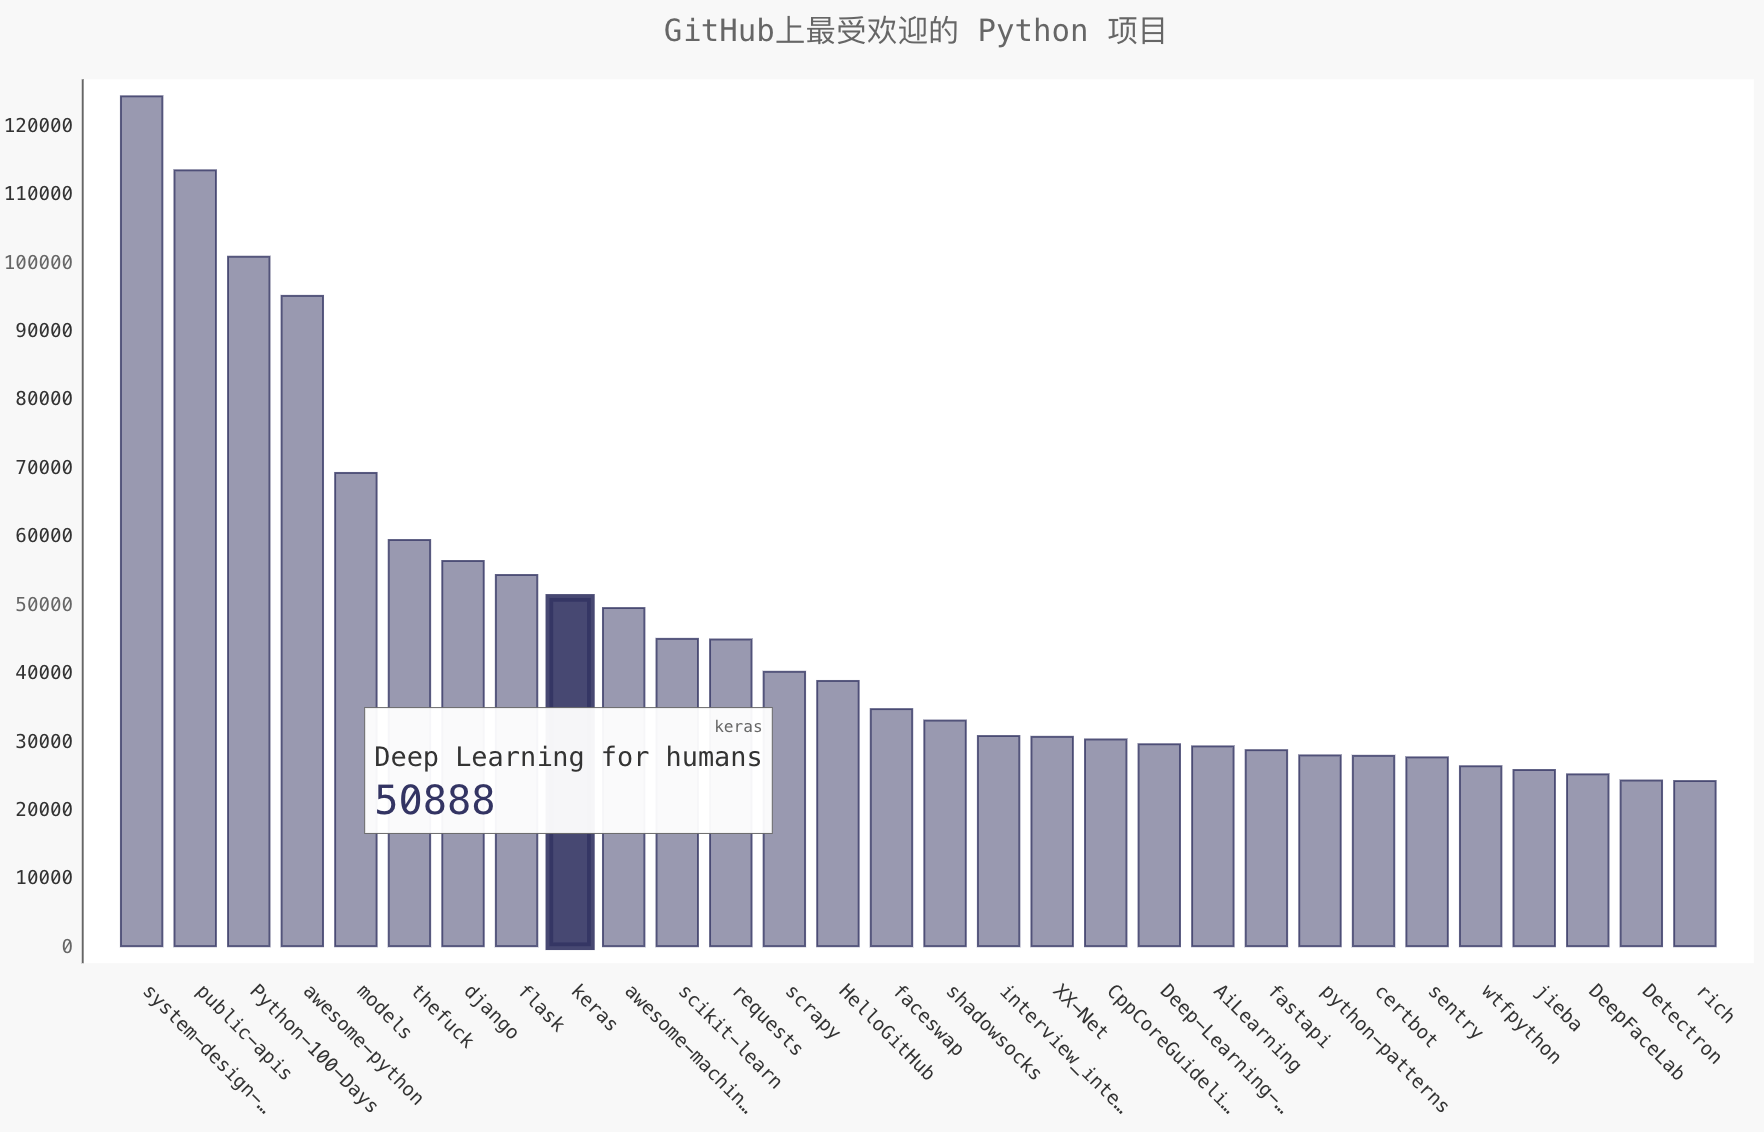 GitHub上最受欢迎的 Python 项目
120000
110000
100000
90000
80000
70000
60000
50000
40000
30000
20000
10000
0
keras
Deep Learning for humans
50888
system-design-…
public-apis
Python-100-Days
awesome-python
models
thefuck
django
flask
keras
awesome-machin…
scikit-learn
requests
scrapy
HelloGitHub
faceswap
shadowsocks
interview_inte…
XX-Net
CppCoreGuideli…
Deep-Learning-…
AiLearning
fastapi
python-patterns
certbot
sentry
wtfpython
jieba
DeepFaceLab
Detectron
rich